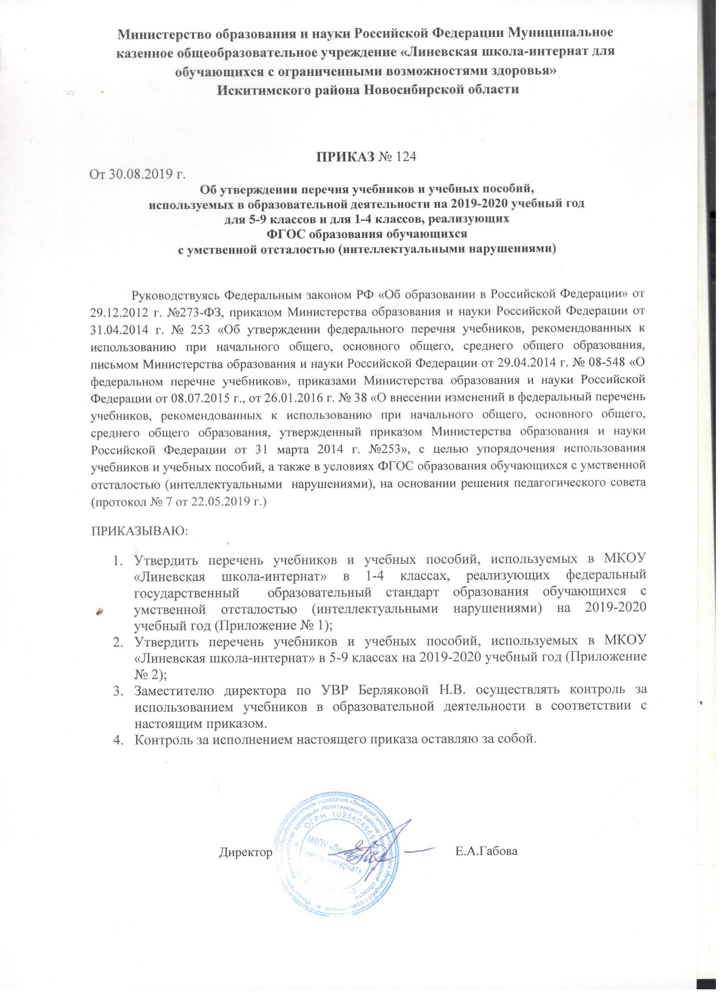 Министерство образования и науки Российской Федерации Муниципальное
казенное общеобразовательное учреждение «Линевская школа-интернат для
обучающихся с ограниченными возможностями здоровья»
Искитимского района Новосибирской области
ПРИКАЗ № 124
От 30.08.2019 г.
Об утверждении перечня учебников и учебных пособий,
используемых в образовательной деятельности на 2019-2020 учебный год
для 5-9 классов и для 1-4 классов, реализующих
ФГОС образования обучающихся
с умственной отсталостью (интеллектуальными нарушениями)
Руководствуясь Федеральным законом РФ «Об образовании в Российской Федерации» от
29.12.2012 г. №273-ФЗ, приказом Министерства образования и науки Российской Федерации от
31.04.2014 г. № 253 «Об утверждении федерального перечня учебников, рекомендованных к
использованию при начального общего, основного общего, среднего общего образования,
письмом Министерства образования и науки Российской Федерации от 29.04.2014 г. № 08-548 «О
федеральном перечне учебников», приказами Министерства образования и науки Российской
Федерации от 08.07.2015 г., от 26.01.2016 г. № 38 «О внесении изменений в федеральный перечень
учебников, рекомендованных к использованию при начального общего, основного общего,
среднего общего образования, утвержденный приказом Министерства образования и науки
Российской Федерации от 31 марта 2014 г. №253», с целью упорядочения использования
учебников и учебных пособий, а также в условиях ФГОС образования обучающихся с умственной
отсталостью (интеллектуальными нарушениями), на основании решения педагогического совета
(протокол № 7 от 22.05.2019 г.)
ПРИКАЗЫВАЮ:
1. Утвердить перечень учебников и учебных пособий, используемых в МКОУ
«Линевская школа-интернат» в 1-4 классах, реализующих федеральный
государственный образовательный стандарт образования обучающихся с
умственной отсталостью (интеллектуальными нарушениями) на 2019-2020
учебный год (Приложение № 1);
2. Утвердить перечень учебников и учебных пособий, используемых в МКОУ
«Линевская школа-интернат» в 5-9 классах на 2019-2020 учебный год (Приложение
№ 2);
3. Заместителю директора по УВР Берляковой Н.В. осуществлять контроль за
использованием учебников в образовательной деятельности в соответствии с
настоящим приказом.
4. Контроль за исполнением настоящего приказа оставляю за собой.
Директор
Е.А.Габова
общеобразовательное учреждение «Линевская школа - интернат для обучающихся с
здоровья» Искитимского района Новосибирской области
ОГРН
МКОУ «Линевская
школа-интернат»